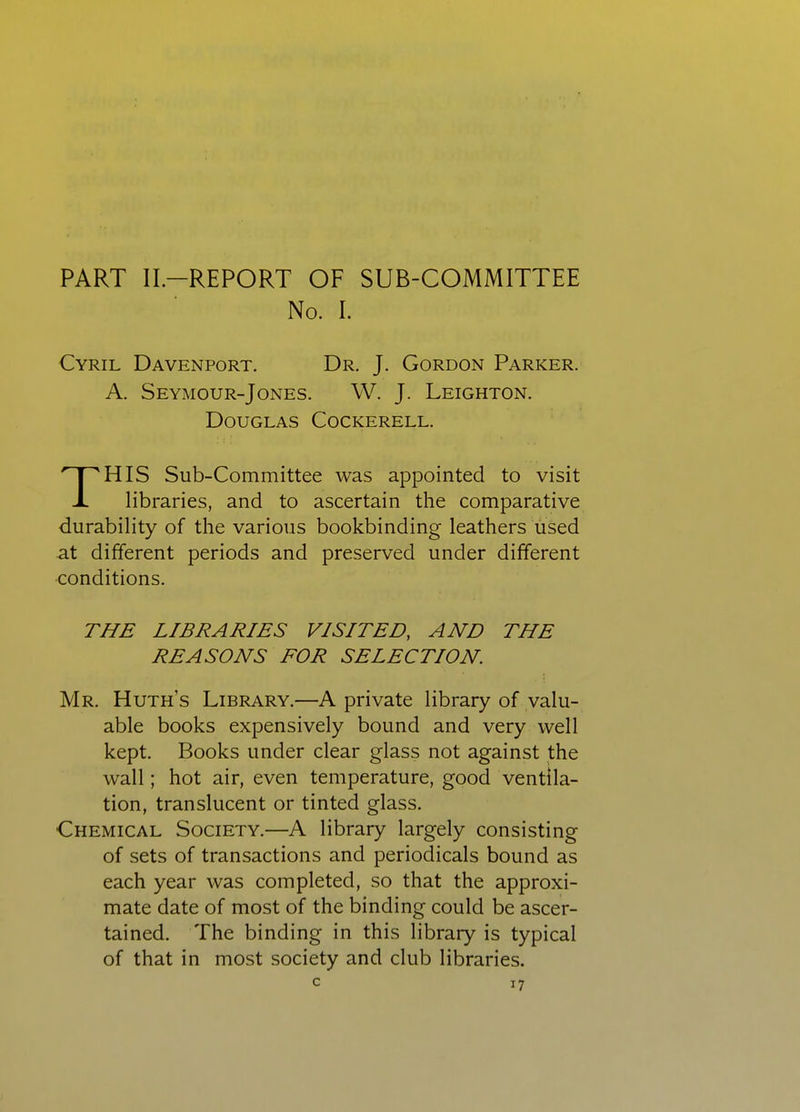 PART II.—REPORT OF SUB-COMMITTEE
No. I.
Cyril Davenport. Dr. J. Gordon Parker.
A. Seymour-Jones. W. J. Leighton.
Douglas Cockerell.
THIS Sub-Committee was appointed to visit
libraries, and to ascertain the comparative
durability of the various bookbinding leathers used
at different periods and preserved under different
conditions.
THE LIBRARIES VISITED, AND THE
REASONS FOR SELECTION.
Mr. Huth's Library.—A private library of valu-
able books expensively bound and very well
kept. Books under clear glass not against the
wall; hot air, even temperature, good ventila-
tion, translucent or tinted glass.
Chemical Society.—A library largely consisting
of sets of transactions and periodicals bound as
each year was completed, so that the approxi-
mate date of most of the binding could be ascer-
tained. The binding in this library is typical
of that in most society and club libraries.
c 17